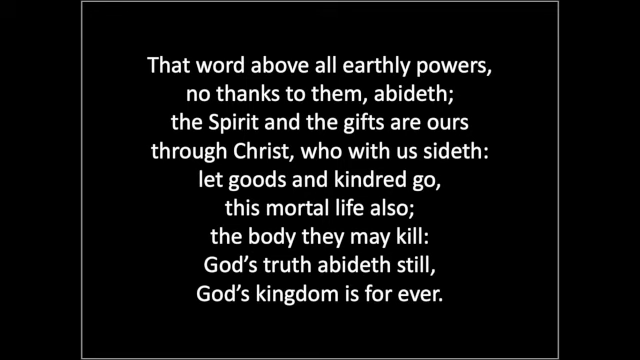 That word above all earthly powers,
no thanks to them, abideth;
the Spirit and the gifts are ours
through Christ, who with us sideth:
let goods and kindred go,
this mortal life also;
the body they may kill:
God’s truth abideth still,
God’s kingdom is for ever.